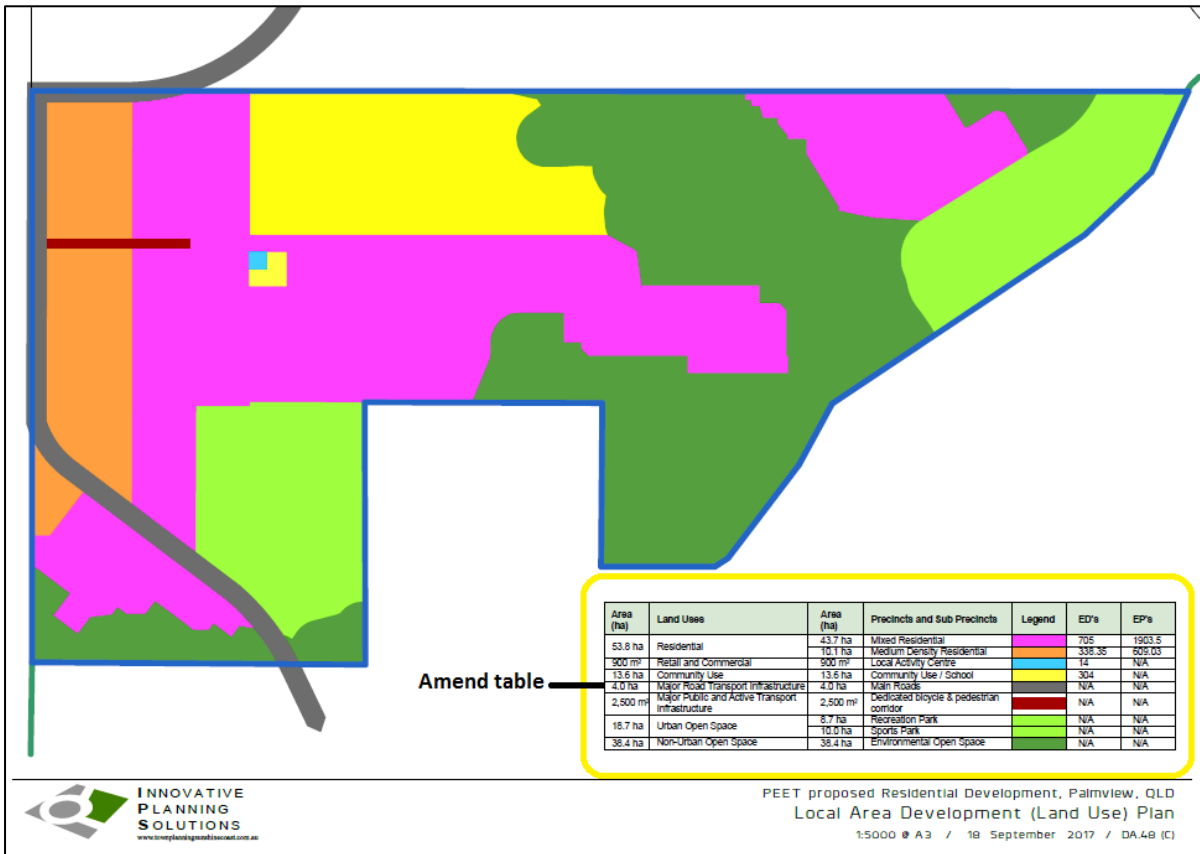 Amend table
Area (ha) Land Uses Area (ha) Precincts and Sub Precincts Legend ED's EP's
53.8 ha Residential 43.7 ha Mixed Residential 705 1903.5
10.1 ha Medium Density Residential 338.35 609.03
900 m² Retail and Commercial 900 m² Local Activity Centre 14 N/A
13.6 ha Community Use 13.6 ha Community Use / School 304 N/A
4.0 ha Major Road Transport Infrastructure 4.0 ha Main Roads N/A N/A
2,500 m² Major Public and Active Transport Infrastructure 2,500 m² Dedicated bicycle & pedestrian corridor N/A N/A
18.7 ha Urban Open Space 8.7 ha Recreation Park N/A N/A
10.0 ha Sports Park N/A N/A
38.4 ha Non-Urban Open Space 38.4 ha Environmental Open Space N/A N/A
INNOVATIVE
PLANNING
SOLUTIONS
www.townplanningsunshinecoast.com.au
PEET proposed Residential Development, Palmview, QLD
Local Area Development (Land Use) Plan
1:5000 @ A3 / 18 September 2017 / DA.48 (C)